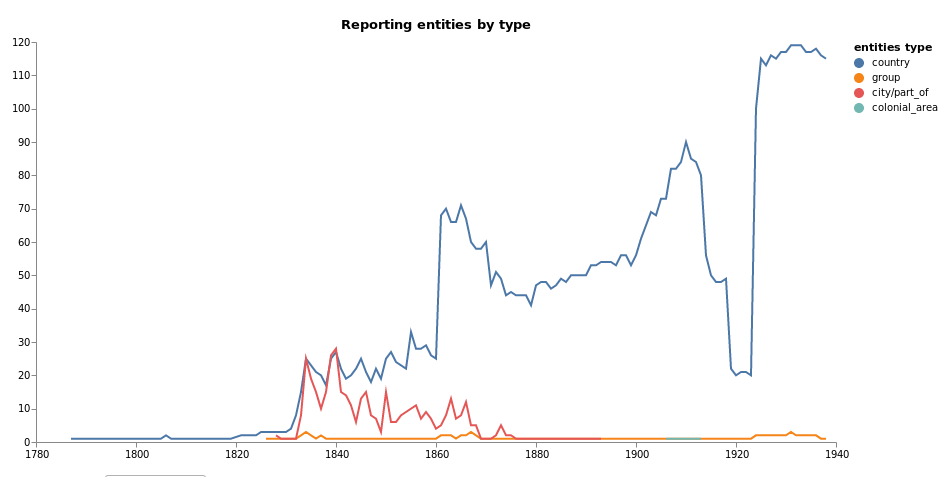 Reporting entities by type
120
110
100
90
80
70
60
50
40
30
20
10
0
1780 1800 1820 1840 1860 1880 1900 1920 1940
entities type
country
group
city/part_of
colonial_area